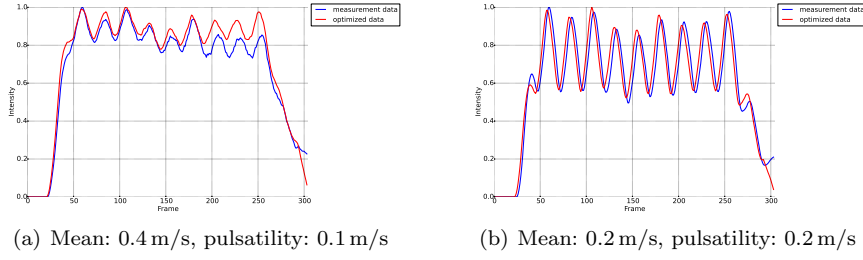 1.0
0.8
0.6
0.4
0.2
0.0
Intensity
0
50
100
150
200
250
300
Frame
measurement data
optimized data
1.0
0.8
0.6
0.4
0.2
0.0
Intensity
0
50
100
150
200
250
300
Frame
measurement data
optimized data
(a) Mean: 0.4 m/s, pulsatility: 0.1 m/s
(b) Mean: 0.2 m/s, pulsatility: 0.2 m/s